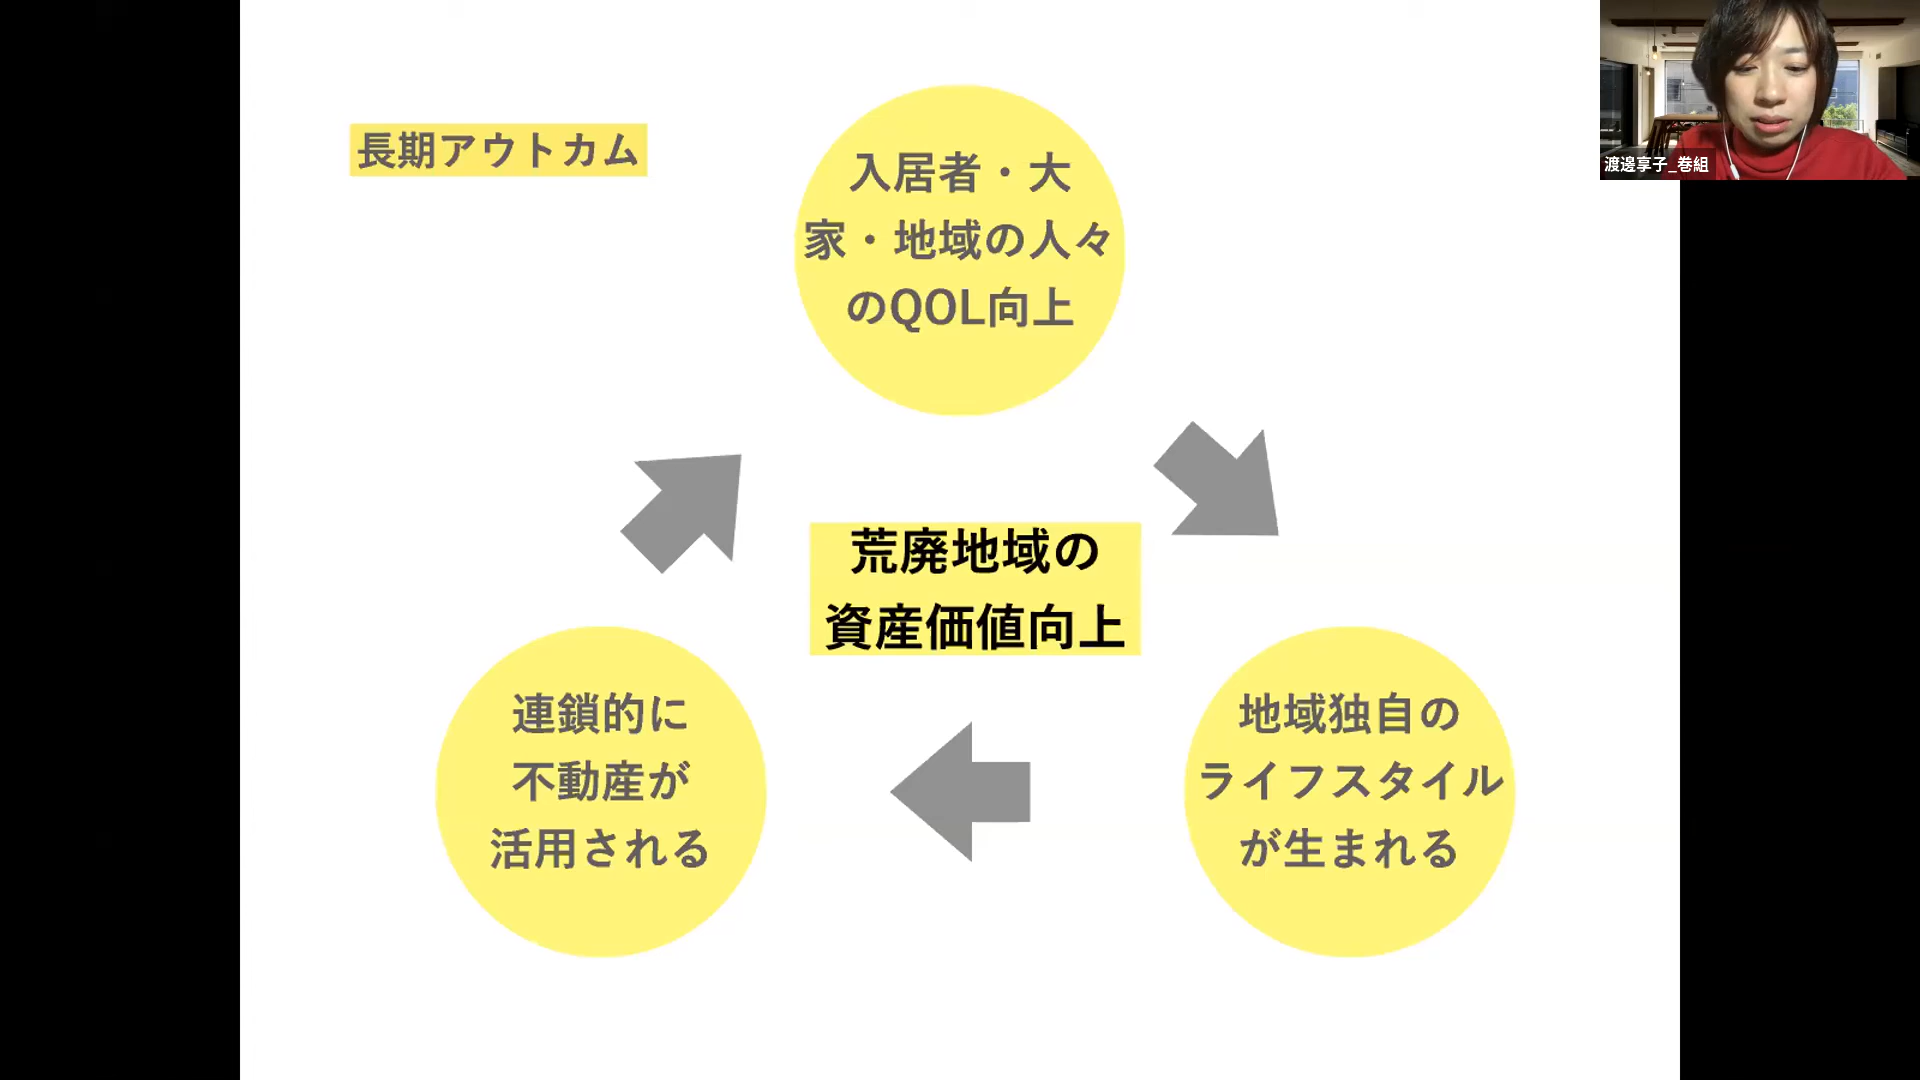 長期アウトカム
入居者・大
家・地域の人々
のQOL向上
渡邊享子_巻組
荒廃地域の
資産価値向上
地域独自の
ライフスタイル
が生まれる
連鎖的に
不動産が
活用される